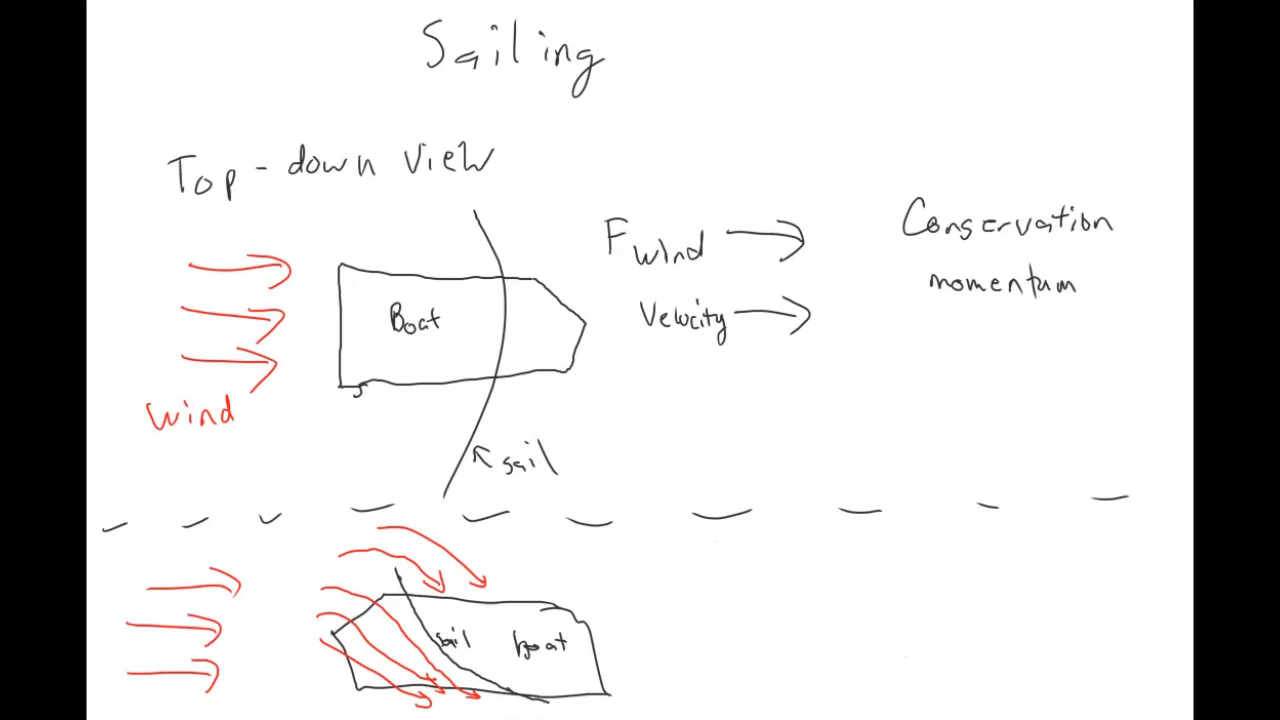 Sailing
Top-down view
Fwind
Velocity
Conservation
momentum
Boat
wind
sail
sail
boat